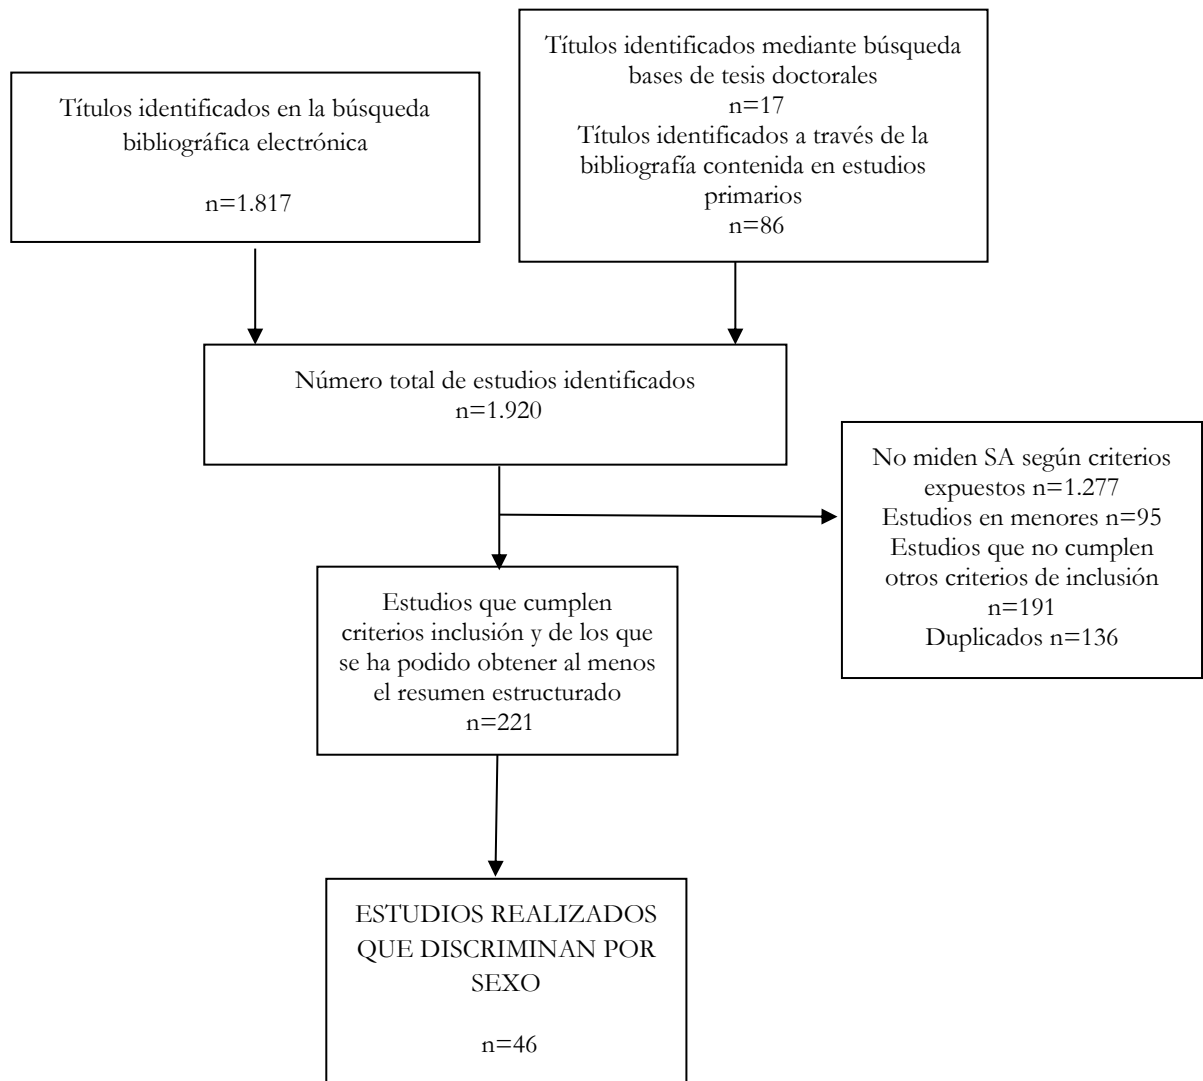 Títulos identificados en la búsqueda
bibliográfica electrónica
n=1.817
Títulos identificados mediante búsqueda
bases de tesis doctorales
n=17
Títulos identificados a través de la
bibliografía contenida en estudios
primarios
n=86
Número total de estudios identificados
n=1.920
No miden SA según criterios
expuestos n=1.277
Estudios en menores n=95
Estudios que no cumplen
otros criterios de inclusión
n=191
Duplicados n=136
Estudios que cumplen
criterios inclusión y de los que
se ha podido obtener al menos
el resumen estructurado
n=221
ESTUDIOS REALIZADOS
QUE DISCRIMINAN POR
SEXO
n=46